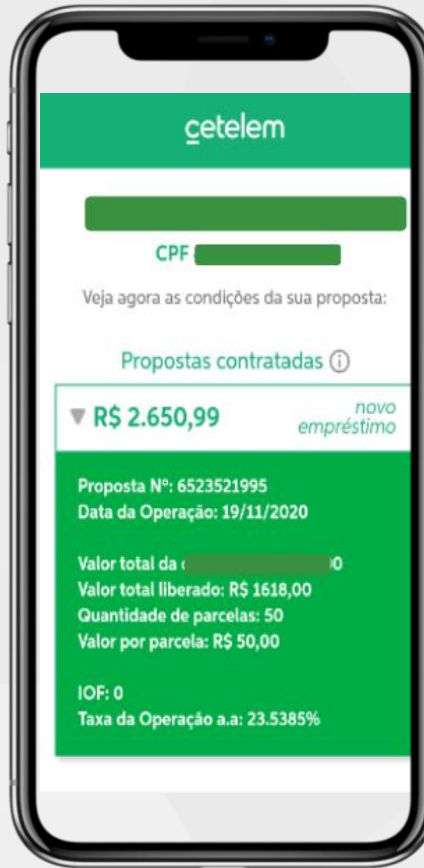 cetelem
CPF
Veja agora as condições da sua proposta:
Propostas contratadas
R$ 2.650,99
novo
empréstimo
Proposta Nº: 6523521995
Data da Operação: 19/11/2020
Valor total da
Valor total liberado: R$ 1618,00
Quantidade de parcelas: 50
Valor por parcela: R$ 50,00
IOF: 0
Taxa da Operação a.a: 23.5385%